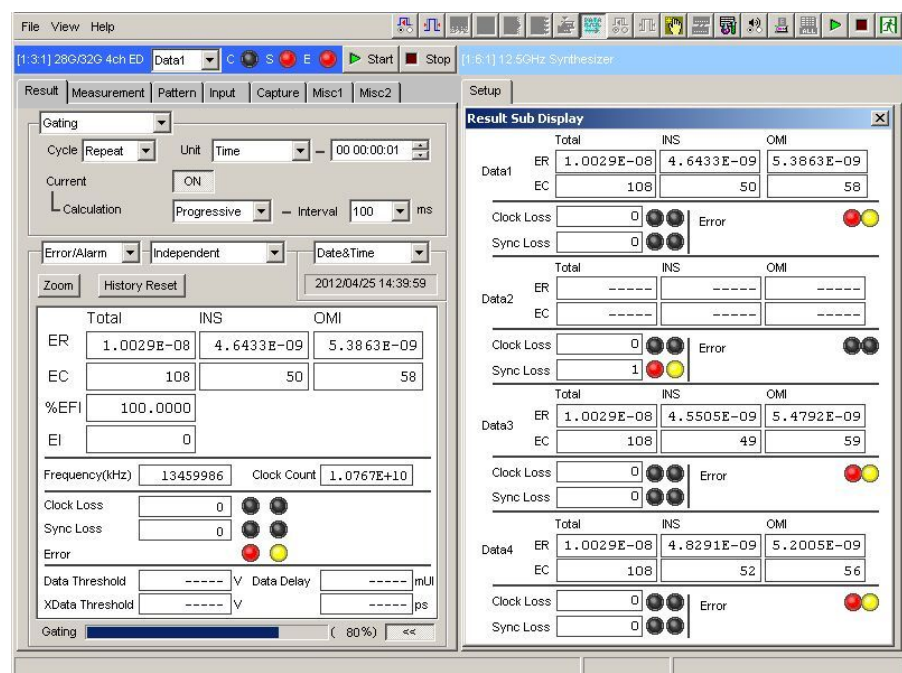 File View Help
[1:3:1] 28G/32G 4ch ED Data1 C S E Start Stop [1:6:1] 12.5GHz Synthesizer
Result Measurement Pattern Input Capture Misc1 Misc2
Gating
Cycle Repeat Unit Time – 00 00:00:01
Current ON
Calculation Progressive – Interval 100 ms
Error/Alarm Independent Date&Time
Zoom History Reset 2012/04/25 14:39:59
Total INS OMI
ER 1.0029E-08 4.6433E-09 5.3863E-09
EC 108 50 58
%EFI 100.0000
EI 0
Frequency(kHz) 13459986 Clock Count 1.0767E+10
Clock Loss 0
Sync Loss 0
Error
Data Threshold ----- V Data Delay ----- mUI
XData Threshold ----- V ----- ps
Gating ( 80%) <<
Setup
Result Sub Display
Total INS OMI
Data1 ER 1.0029E-08 4.6433E-09 5.3863E-09
EC 108 50 58
Clock Loss 0 Error
Sync Loss 0
Total INS OMI
Data2 ER ----- ----- -----
EC ----- ----- -----
Clock Loss 0 Error
Sync Loss 1
Total INS OMI
Data3 ER 1.0029E-08 4.5505E-09 5.4792E-09
EC 108 49 59
Clock Loss 0 Error
Sync Loss 0
Total INS OMI
Data4 ER 1.0029E-08 4.8291E-09 5.2005E-09
EC 108 52 56
Clock Loss 0 Error
Sync Loss 0